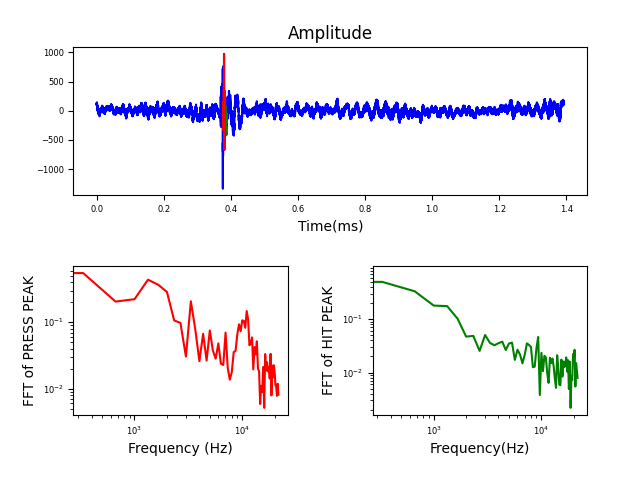 Amplitude
1000
500
0
−500
−1000
0.0 0.2 0.4 0.6 0.8 1.0 1.2 1.4
Time(ms)
FFT of PRESS PEAK
10⁻¹
10⁻²
10³ 10⁴
Frequency (Hz)
FFT of HIT PEAK
10⁻¹
10⁻²
10³ 10⁴
Frequency(Hz)